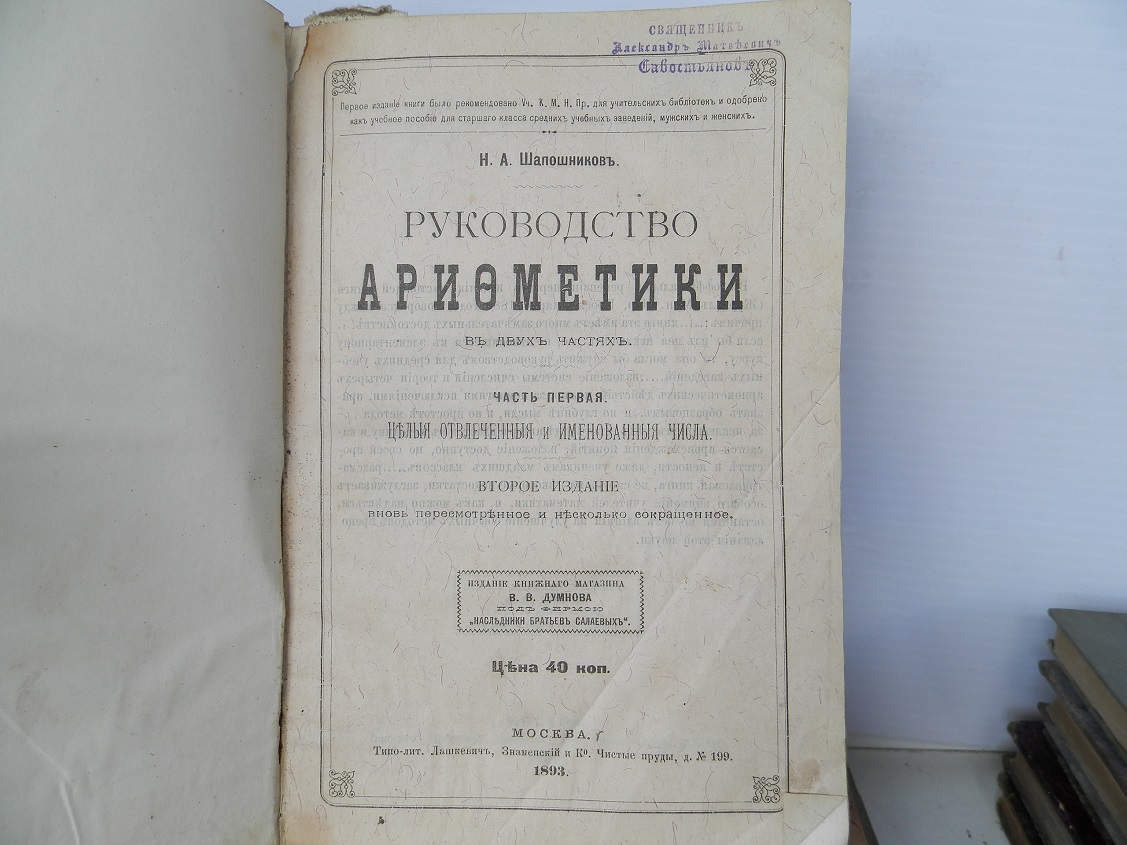 СВЯЩЕННИКЪ
Александръ Матвѣевичъ
Савостьяновъ
Первое изданіе книги было рекомендовано Уч. К. М. Н. Пр. для учительскихъ библіотек и одобрено
какъ учебное пособіе для старшаго класса среднихъ учебныхъ заведеній, мужскихъ и женскихъ.
Н. А. Шапошниковъ.
РУКОВОДСТВО
АРИѲМЕТИКИ
ВЪ ДВУХЪ ЧАСТЯХЪ.
ЧАСТЬ ПЕРВАЯ.
ЦѢЛЫЯ ОТВЛЕЧЕННЫЯ и ИМЕНОВАННЫЯ ЧИСЛА.
ВТОРОЕ ИЗДАНІЕ
вновь пересмотрѣнное и нѣсколько сокращенное.
ИЗДАНІЕ КНИЖНАГО МАГАЗИНА
В. В. ДУМНОВА
ПОДЪ ФИРМОЮ
„НАСЛѢДНИКИ БРАТЬЕВЪ САЛАЕВЫХЪ".
Цѣна 40 коп.
МОСКВА.
Типо-лит. Лашкевичъ, Знаменскій и Ко. Чистые пруды, д. № 199.
1893.